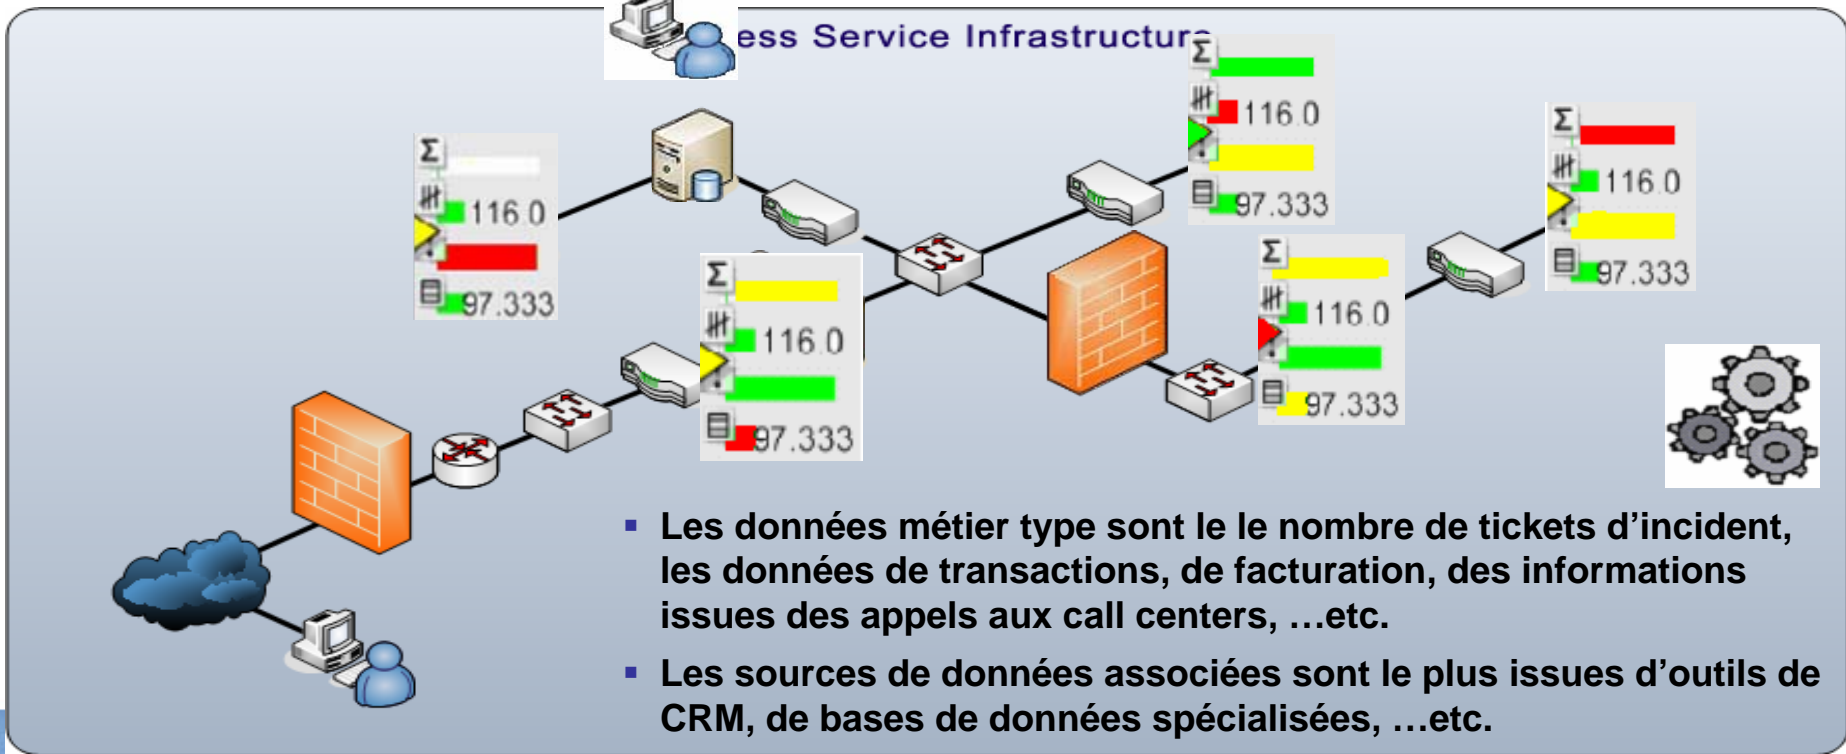 ess Service Infrastructure
Σ
116.0
97.333
Σ
116.0
97.333
Σ
116.0
97.333
Σ
116.0
97.333
Σ
116.0
97.333
▪ Les données métier type sont le le nombre de tickets d’incident,
les données de transactions, de facturation, des informations
issues des appels aux call centers, …etc.
▪ Les sources de données associées sont le plus issues d’outils de
CRM, de bases de données spécialisées, …etc.